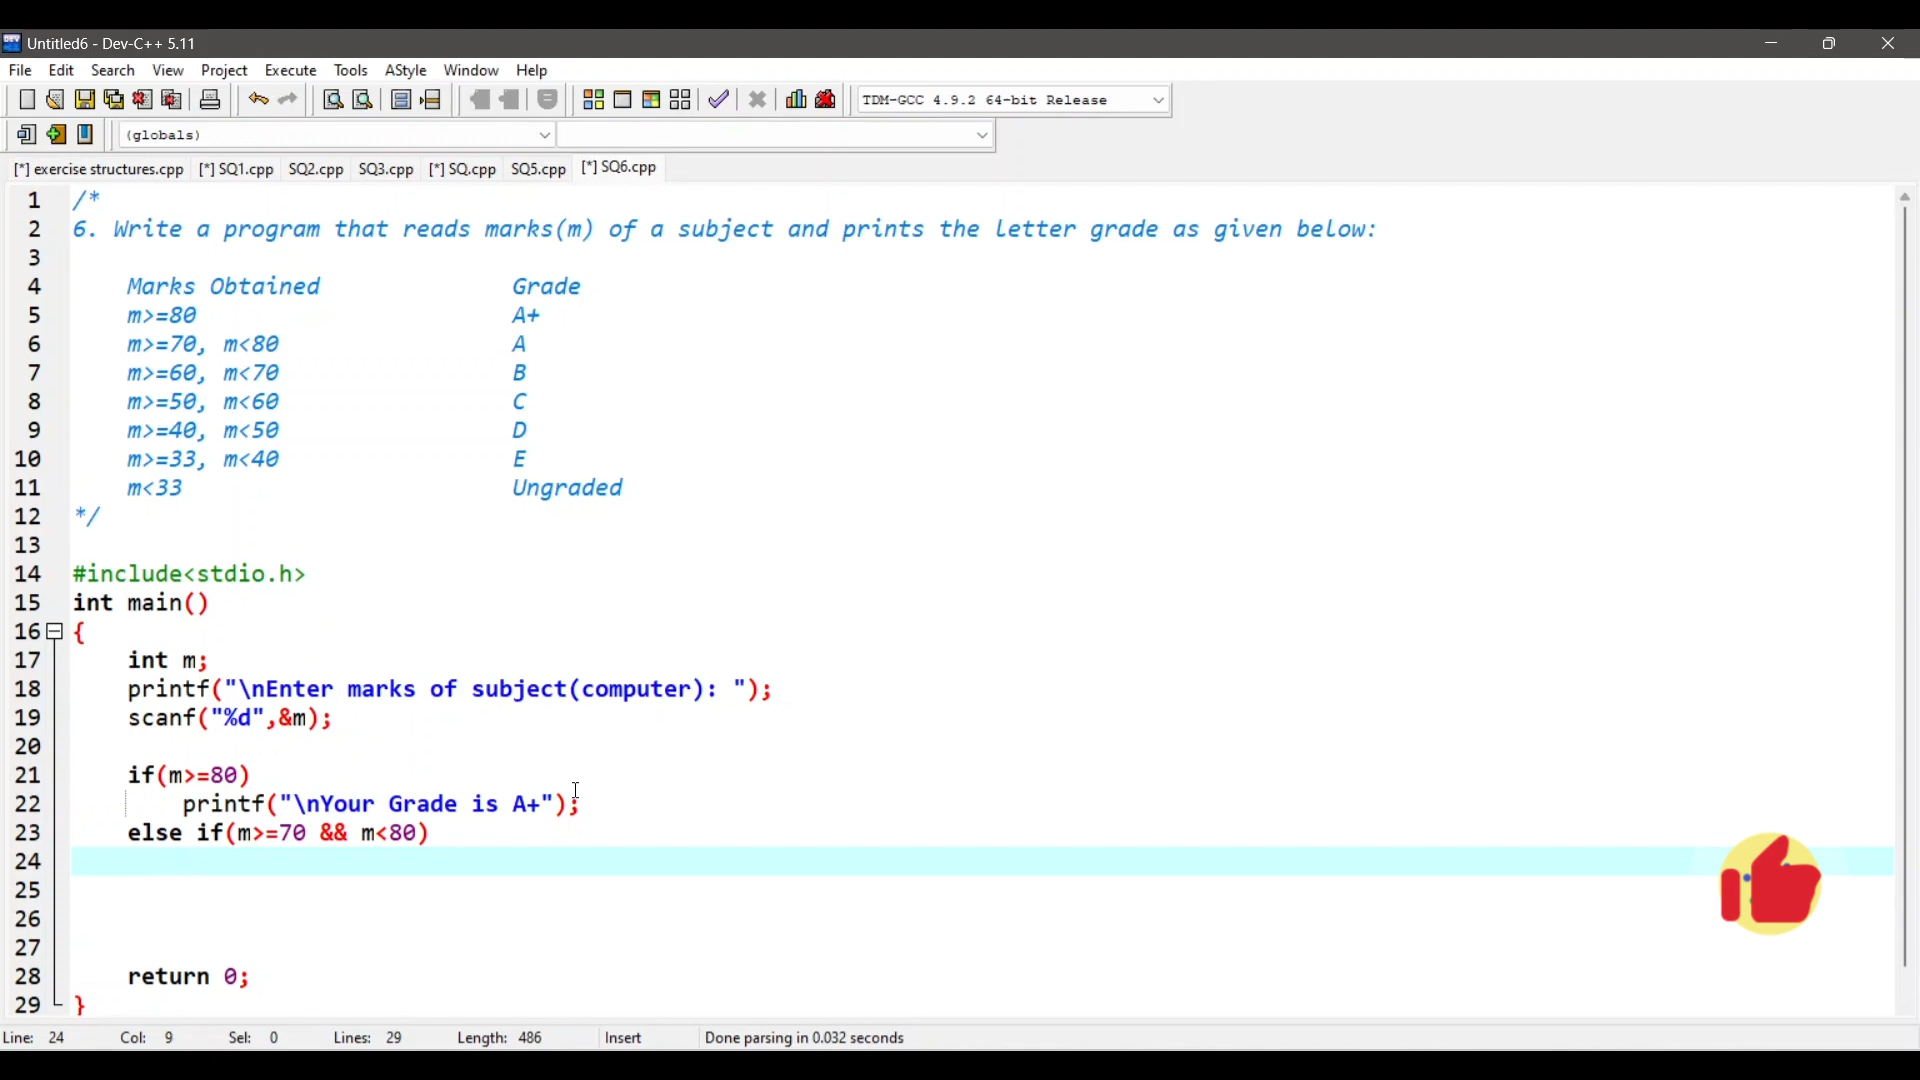 Untitled6 - Dev-C++ 5.11
File Edit Search View Project Execute Tools AStyle Window Help
TDM-GCC 4.9.2 64-bit Release
(globals)
[*] exercise structures.cpp [*] SQ1.cpp SQ2.cpp SQ3.cpp [*] SQ.cpp SQ5.cpp [*] SQ6.cpp
1 /*
2 6. Write a program that reads marks(m) of a subject and prints the letter grade as given below:
3
4 Marks Obtained Grade
5 m>=80 A+
6 m>=70, m<80 A
7 m>=60, m<70 B
8 m>=50, m<60 C
9 m>=40, m<50 D
10 m>=33, m<40 E
11 m<33 Ungraded
12 */
13
14 #include<stdio.h>
15 int main()
16 {
17 int m;
18 printf("\nEnter marks of subject(computer): ");
19 scanf("%d",&m);
20
21 if(m>=80)
22 printf("\nYour Grade is A+");
23 else if(m>=70 && m<80)
24
25
26
27
28 return 0;
29 }
Line: 24 Col: 9 Sel: 0 Lines: 29 Length: 486 Insert Done parsing in 0.032 seconds